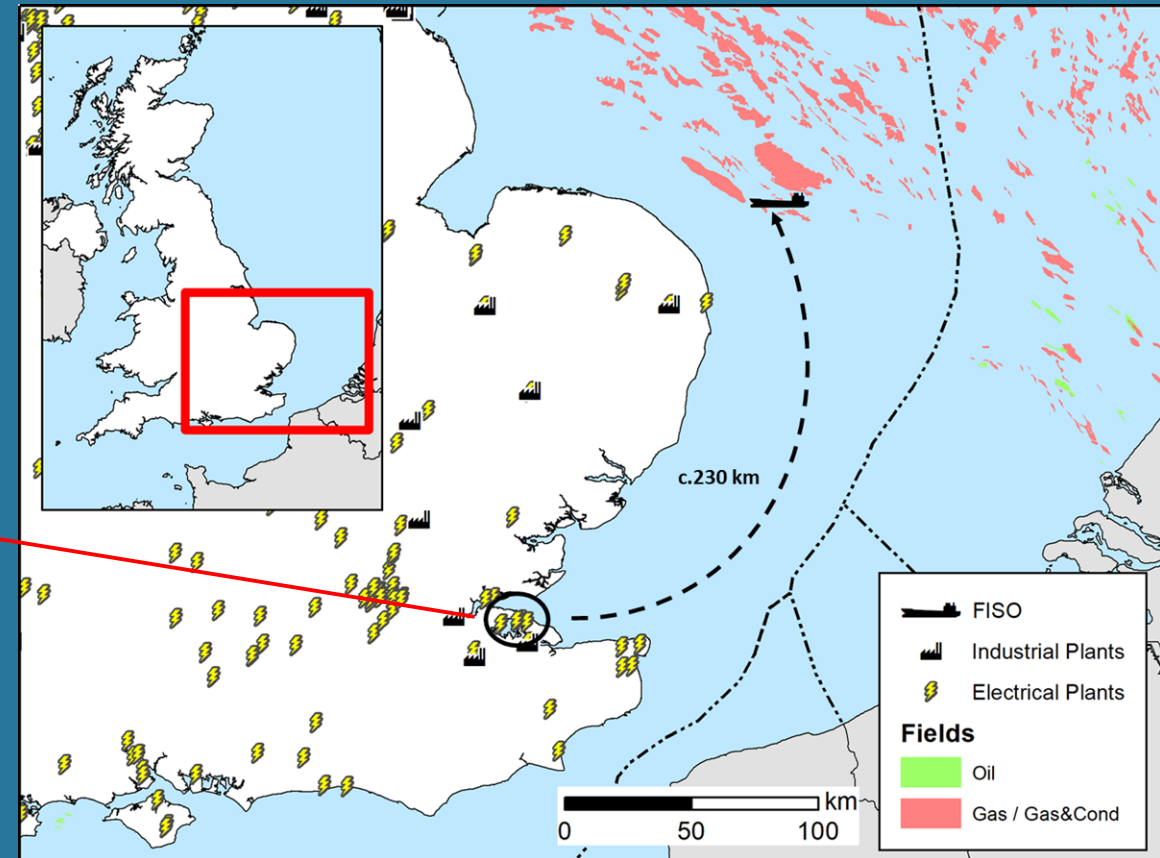 c.230 km
FISO
Industrial Plants
Electrical Plants
Fields
Oil
Gas / Gas&Cond
km
0 50 100